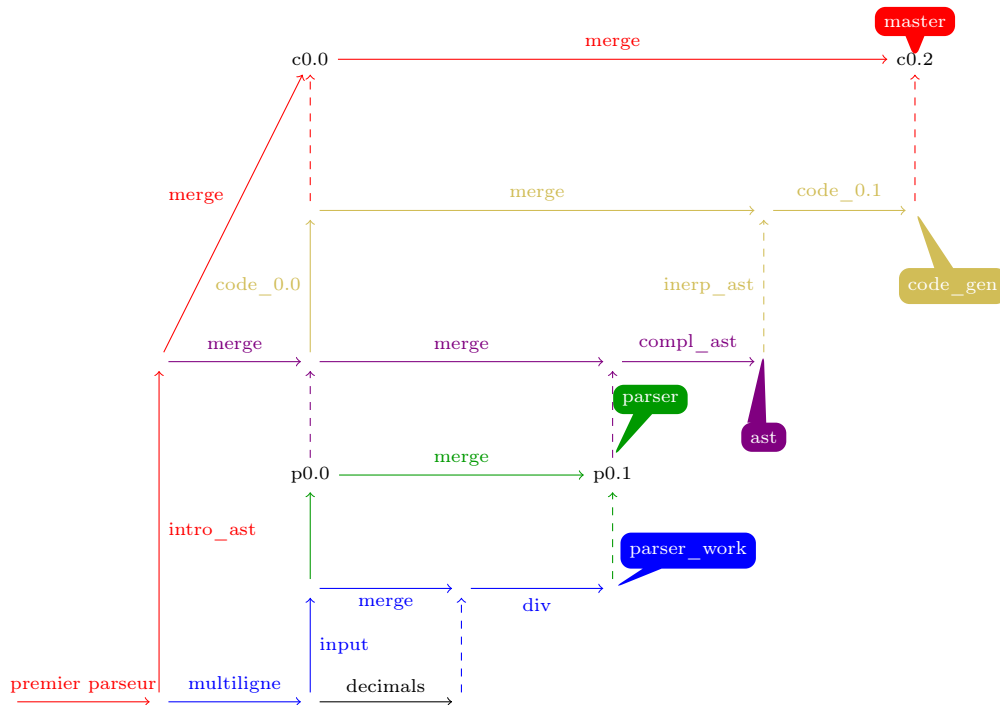 master
merge
c0.0
c0.2
merge
merge
code_0.1
code_0.0
inerp_ast
code_gen
merge
merge
compl_ast
parser
ast
merge
p0.0
p0.1
intro_ast
parser_work
merge
div
input
premier parseur
multiligne
decimals